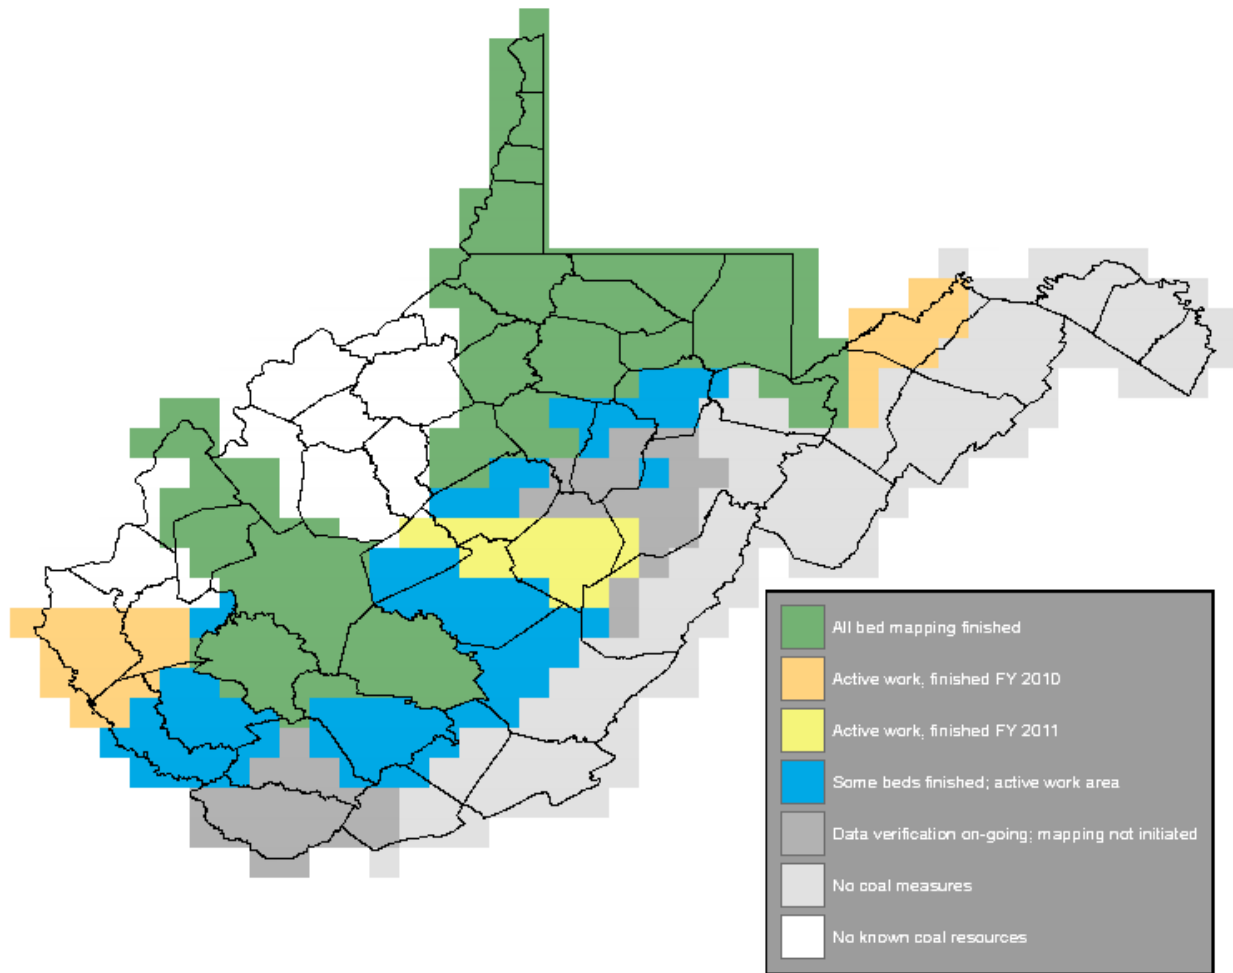 All bed mapping finished
Active work, finished FY 2010
Active work, finished FY 2011
Some beds finished; active work area
Data verification on-going; mapping not initiated
No coal measures
No known coal resources